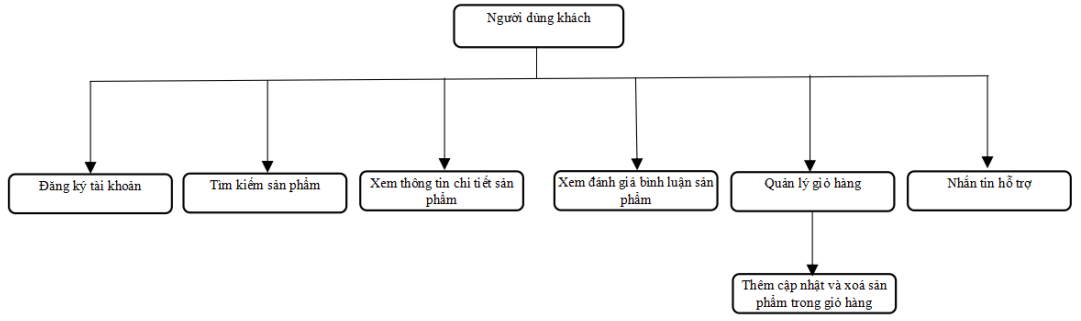 Người dùng khách
Đăng ký tài khoản
Tìm kiếm sản phẩm
Xem thông tin chi tiết sản
phẩm
Xem đánh giá bình luận sản
phẩm
Quản lý giỏ hàng
Nhắn tin hỗ trợ
Thêm cập nhật và xoá sản
phẩm trong giỏ hàng